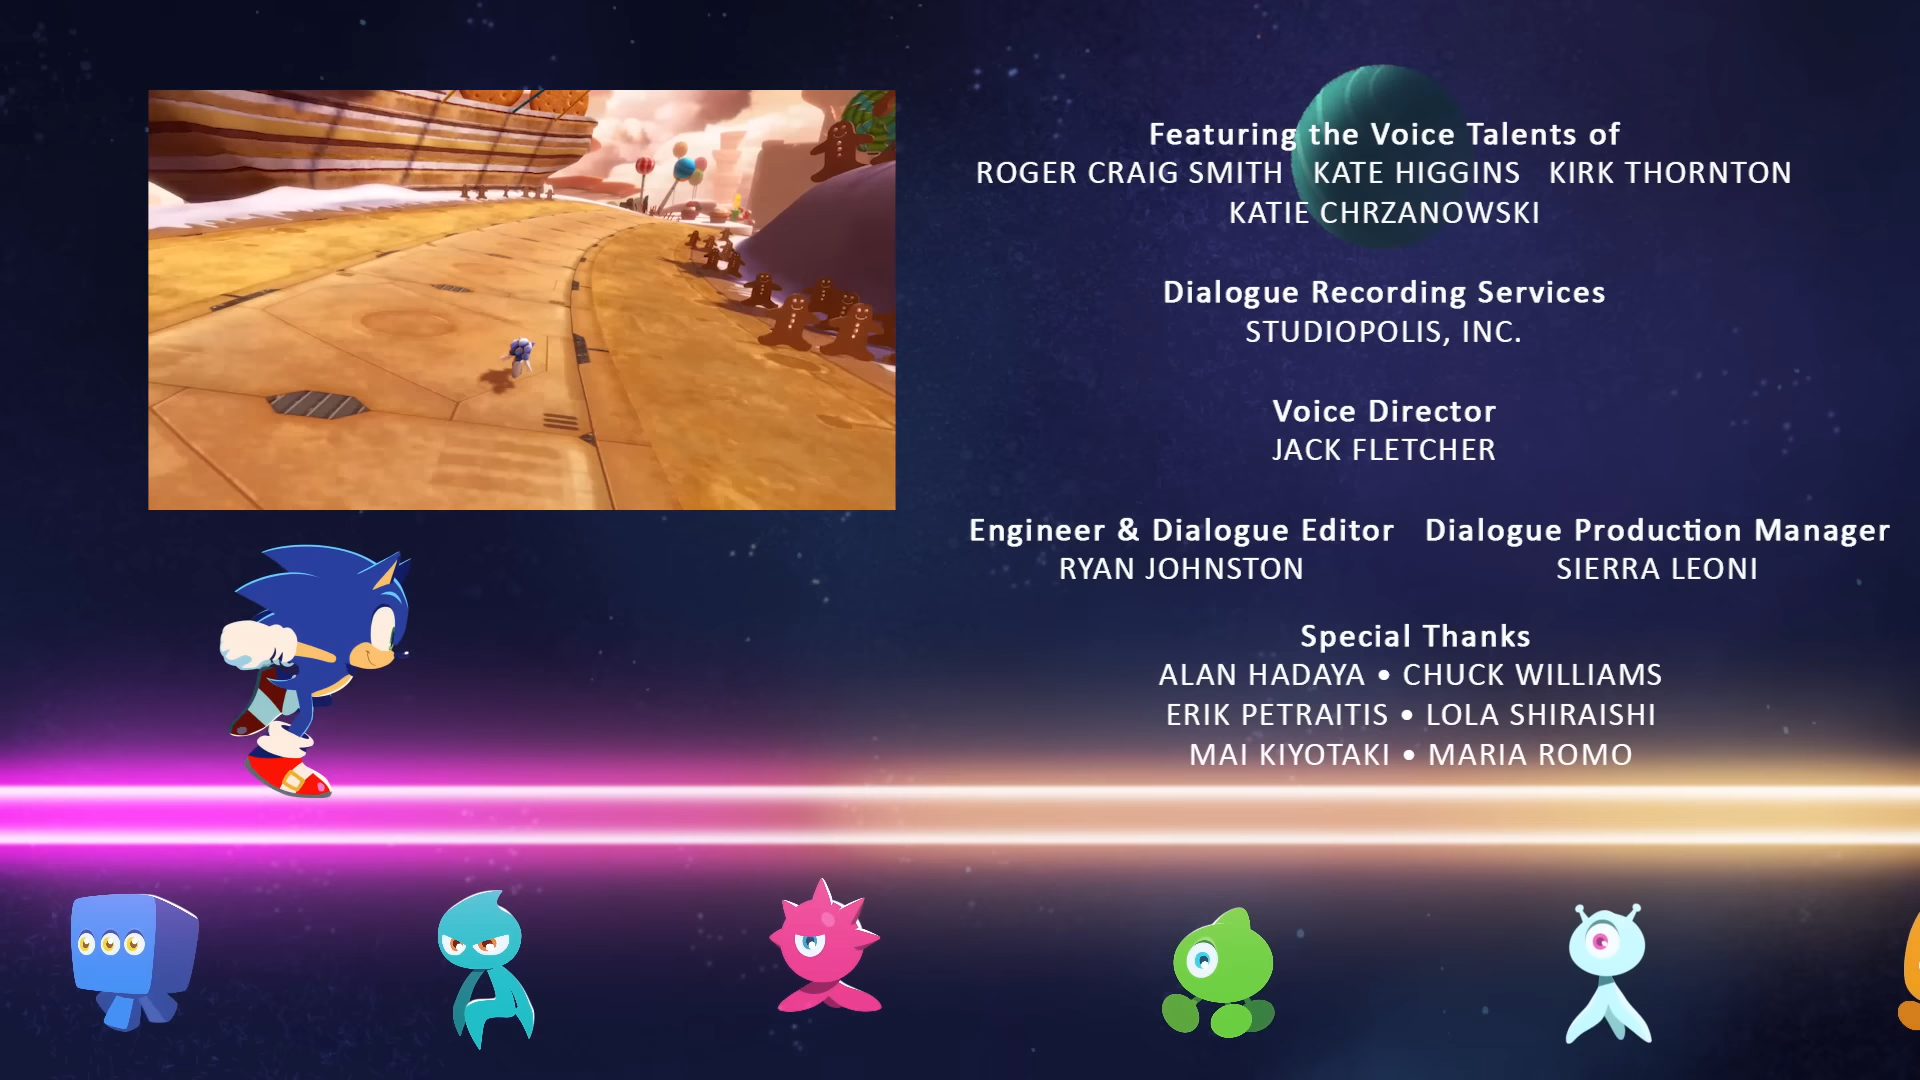 Featuring the Voice Talents of
ROGER CRAIG SMITH KATE HIGGINS KIRK THORNTON
KATIE CHRZANOWSKI
Dialogue Recording Services
STUDIOPOLIS, INC.
Voice Director
JACK FLETCHER
Engineer & Dialogue Editor Dialogue Production Manager
RYAN JOHNSTON SIERRA LEONI
Special Thanks
ALAN HADAYA • CHUCK WILLIAMS
ERIK PETRAITIS • LOLA SHIRAISHI
MAI KIYOTAKI • MARIA ROMO